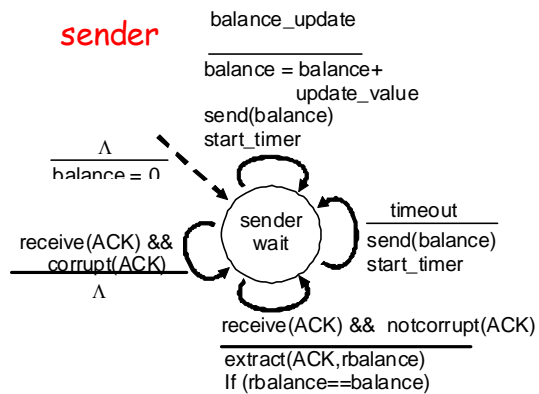 sender
balance_update
balance = balance+
update_value
send(balance)
start_timer
Λ
balance = 0
sender
wait
timeout
send(balance)
start_timer
receive(ACK) &&
corrupt(ACK)
Λ
receive(ACK) && notcorrupt(ACK)
extract(ACK,rbalance)
If (rbalance==balance)